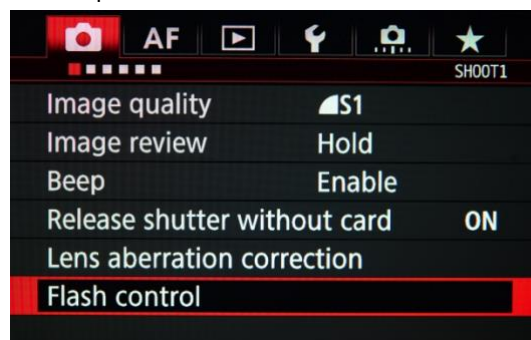 AF
SHOOT1
Image quality S1
Image review Hold
Beep Enable
Release shutter without card ON
Lens aberration correction
Flash control